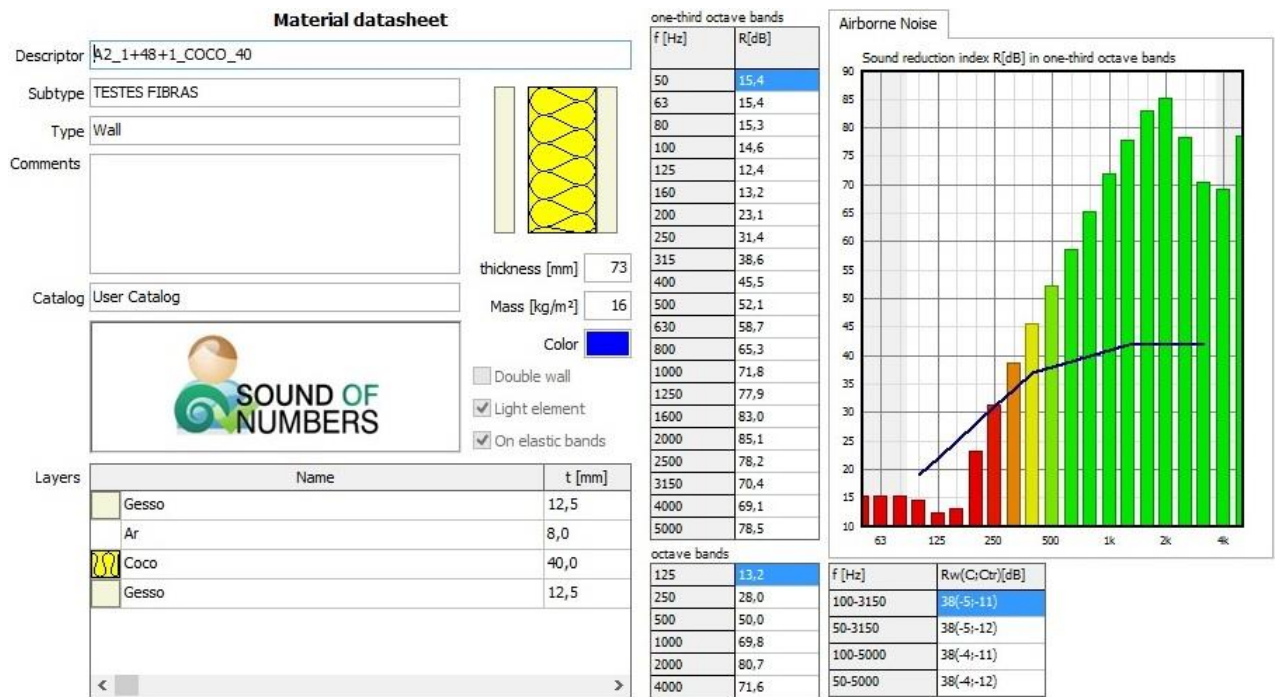 Material datasheet
Descriptor A2_1+48+1_COCO_40
Subtype TESTES FIBRAS
Type Wall
Comments
thickness [mm] 73
Catalog User Catalog
Mass [kg/m²] 16
Color
SOUND OF
NUMBERS
Double wall
Light element
On elastic bands
Layers Name t [mm]
Gesso 12,5
Ar 8,0
Coco 40,0
Gesso 12,5
one-third octave bands
f [Hz] R[dB]
50 15,4
63 15,4
80 15,3
100 14,6
125 12,4
160 13,2
200 23,1
250 31,4
315 38,6
400 45,5
500 52,1
630 58,7
800 65,3
1000 71,8
1250 77,9
1600 83,0
2000 85,1
2500 78,2
3150 70,4
4000 69,1
5000 78,5
octave bands
125 13,2
250 28,0
500 50,0
1000 69,8
2000 80,7
4000 71,6
Airborne Noise
Sound reduction index R[dB] in one-third octave bands
90
85
80
75
70
65
60
55
50
45
40
35
30
25
20
15
10
63 125 250 500 1k 2k 4k
f [Hz] Rw(C;Ctr)[dB]
100-3150 38(-5;-11)
50-3150 38(-5;-12)
100-5000 38(-4;-11)
50-5000 38(-4;-12)